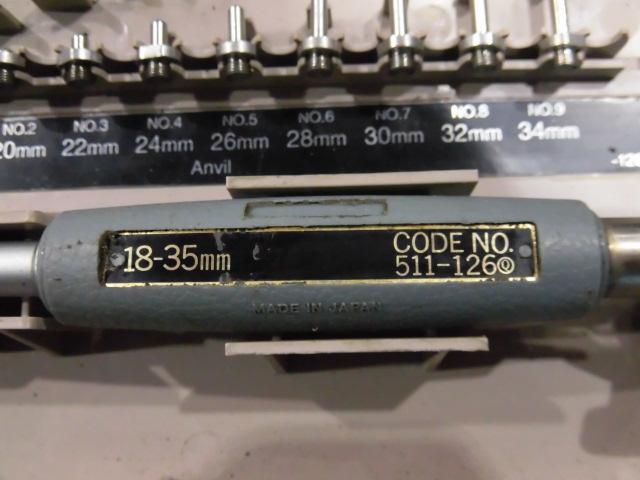 NO.2 NO.3 NO.4 NO.5 NO.6 NO.7 NO.8 NO.9
20mm 22mm 24mm 26mm 28mm 30mm 32mm 34mm
Anvil
18-35mm
CODE NO.
511-126
MADE IN JAPAN